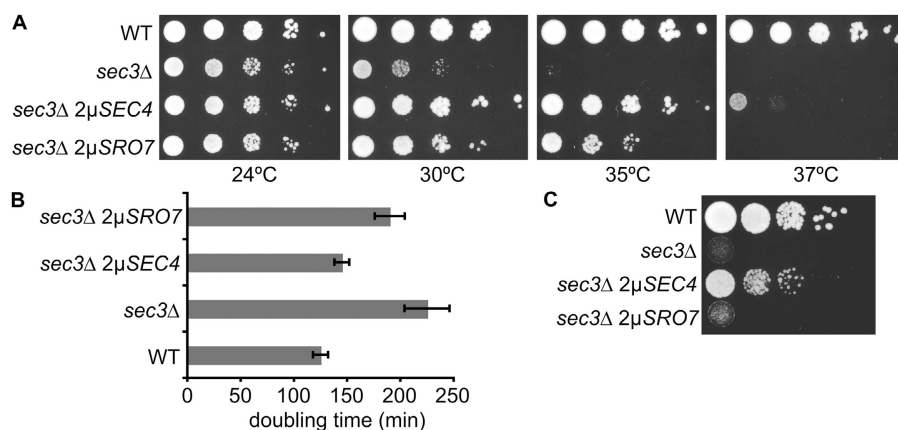 A
WT
sec3Δ
sec3Δ 2μSEC4
sec3Δ 2μSRO7
24ºC 30ºC 35ºC 37ºC
B
sec3Δ 2μSRO7
sec3Δ 2μSEC4
sec3Δ
WT
0 50 100 150 200 250
doubling time (min)
C
WT
sec3Δ
sec3Δ 2μSEC4
sec3Δ 2μSRO7